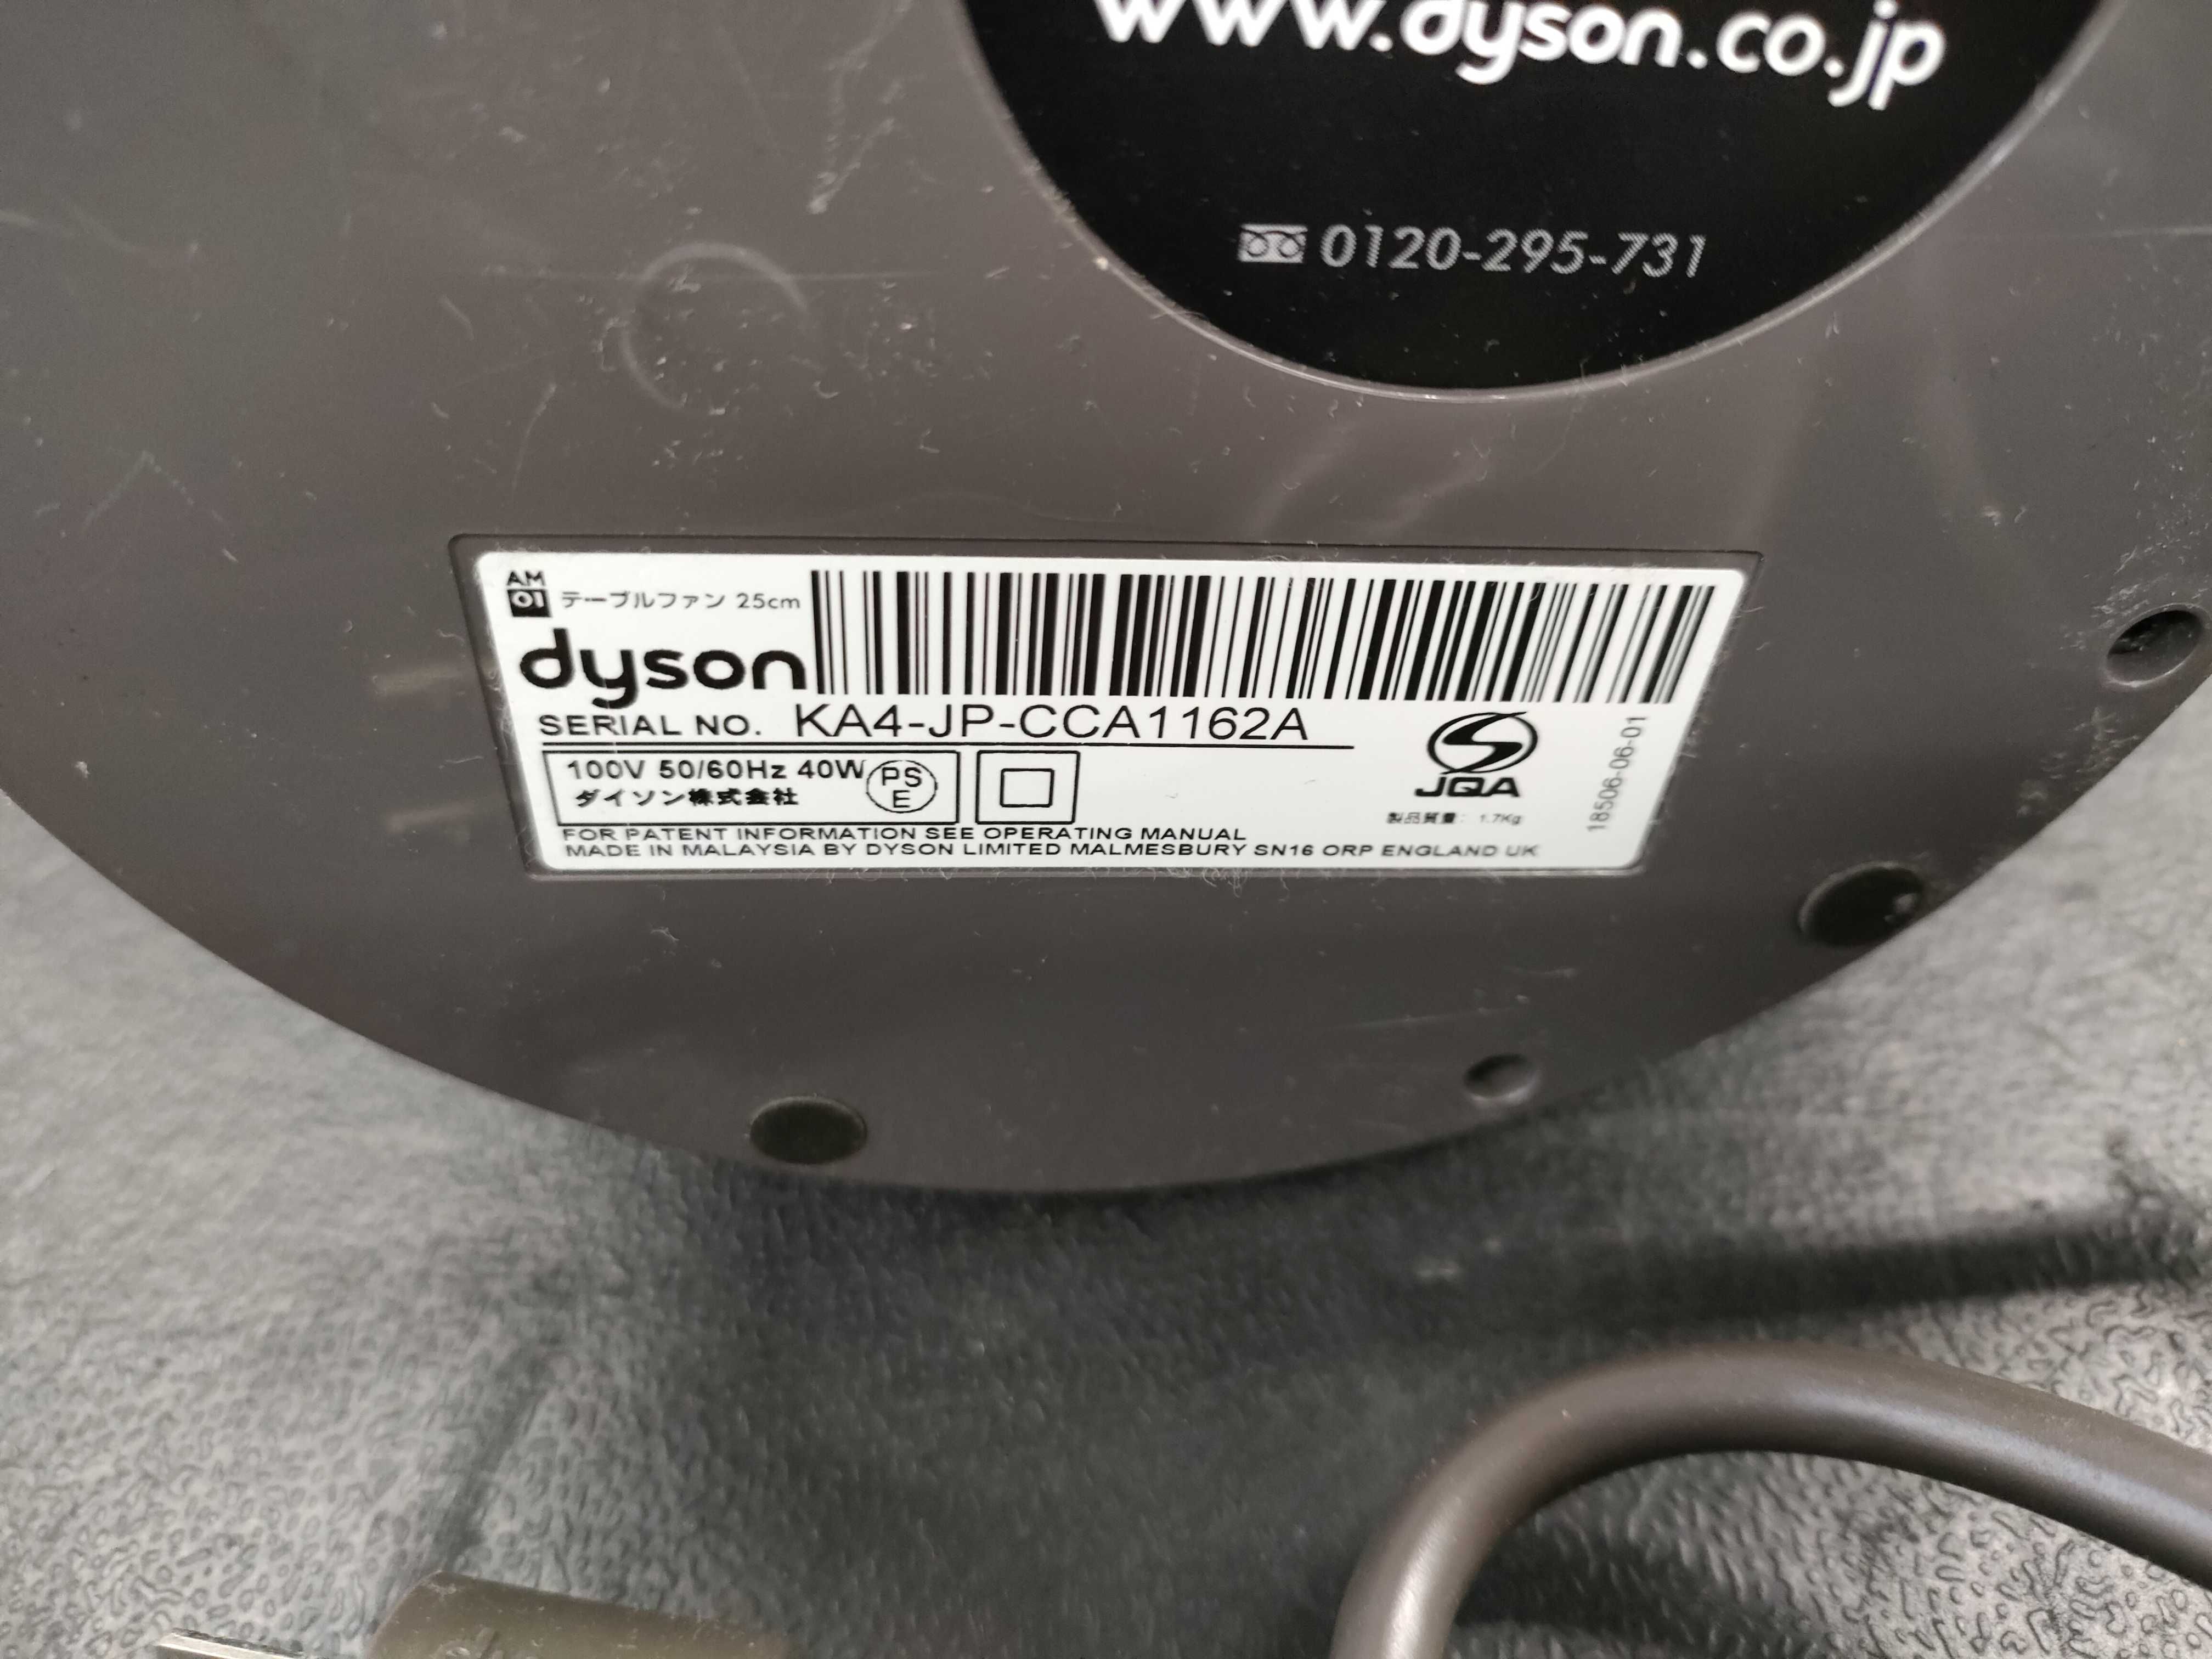 www.dyson.co.jp
0120-295-731
AM
01 テーブルファン 25cm
dyson
SERIAL NO. KA4-JP-CCA1162A
100V 50/60Hz 40W
ダイソン株式会社
PS
E
JQA
製品質量: 1.7Kg
18506-06-01
FOR PATENT INFORMATION SEE OPERATING MANUAL
MADE IN MALAYSIA BY DYSON LIMITED MALMESBURY SN16 ORP ENGLAND UK